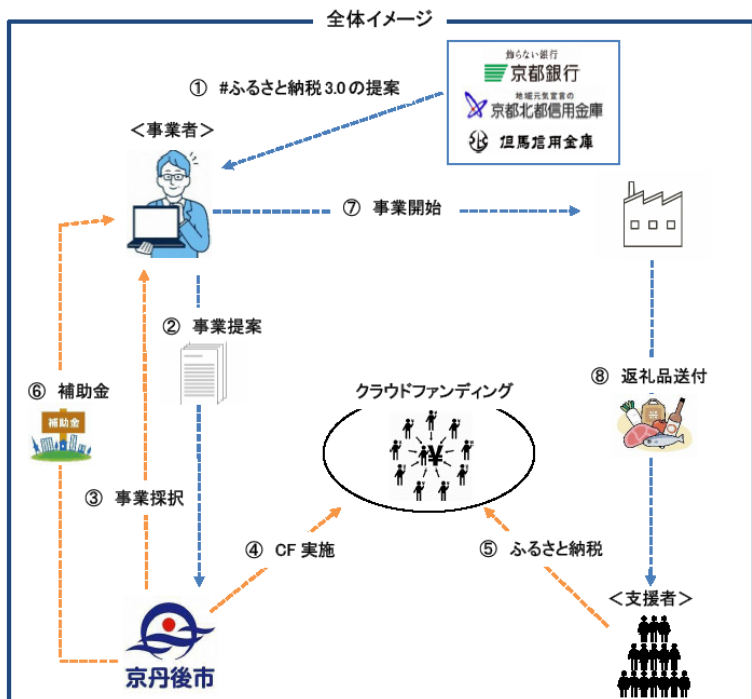 全体イメージ
飾らない銀行
京都銀行
① #ふるさと納税3.0の提案
地域元気宣言の
京都北都信用金庫
<事業者>
但馬信用金庫
⑦ 事業開始
② 事業提案
⑥ 補助金
クラウドファンディング
⑧ 返礼品送付
補助金
¥
③ 事業採択
④ CF実施
⑤ ふるさと納税
<支援者>
京丹後市